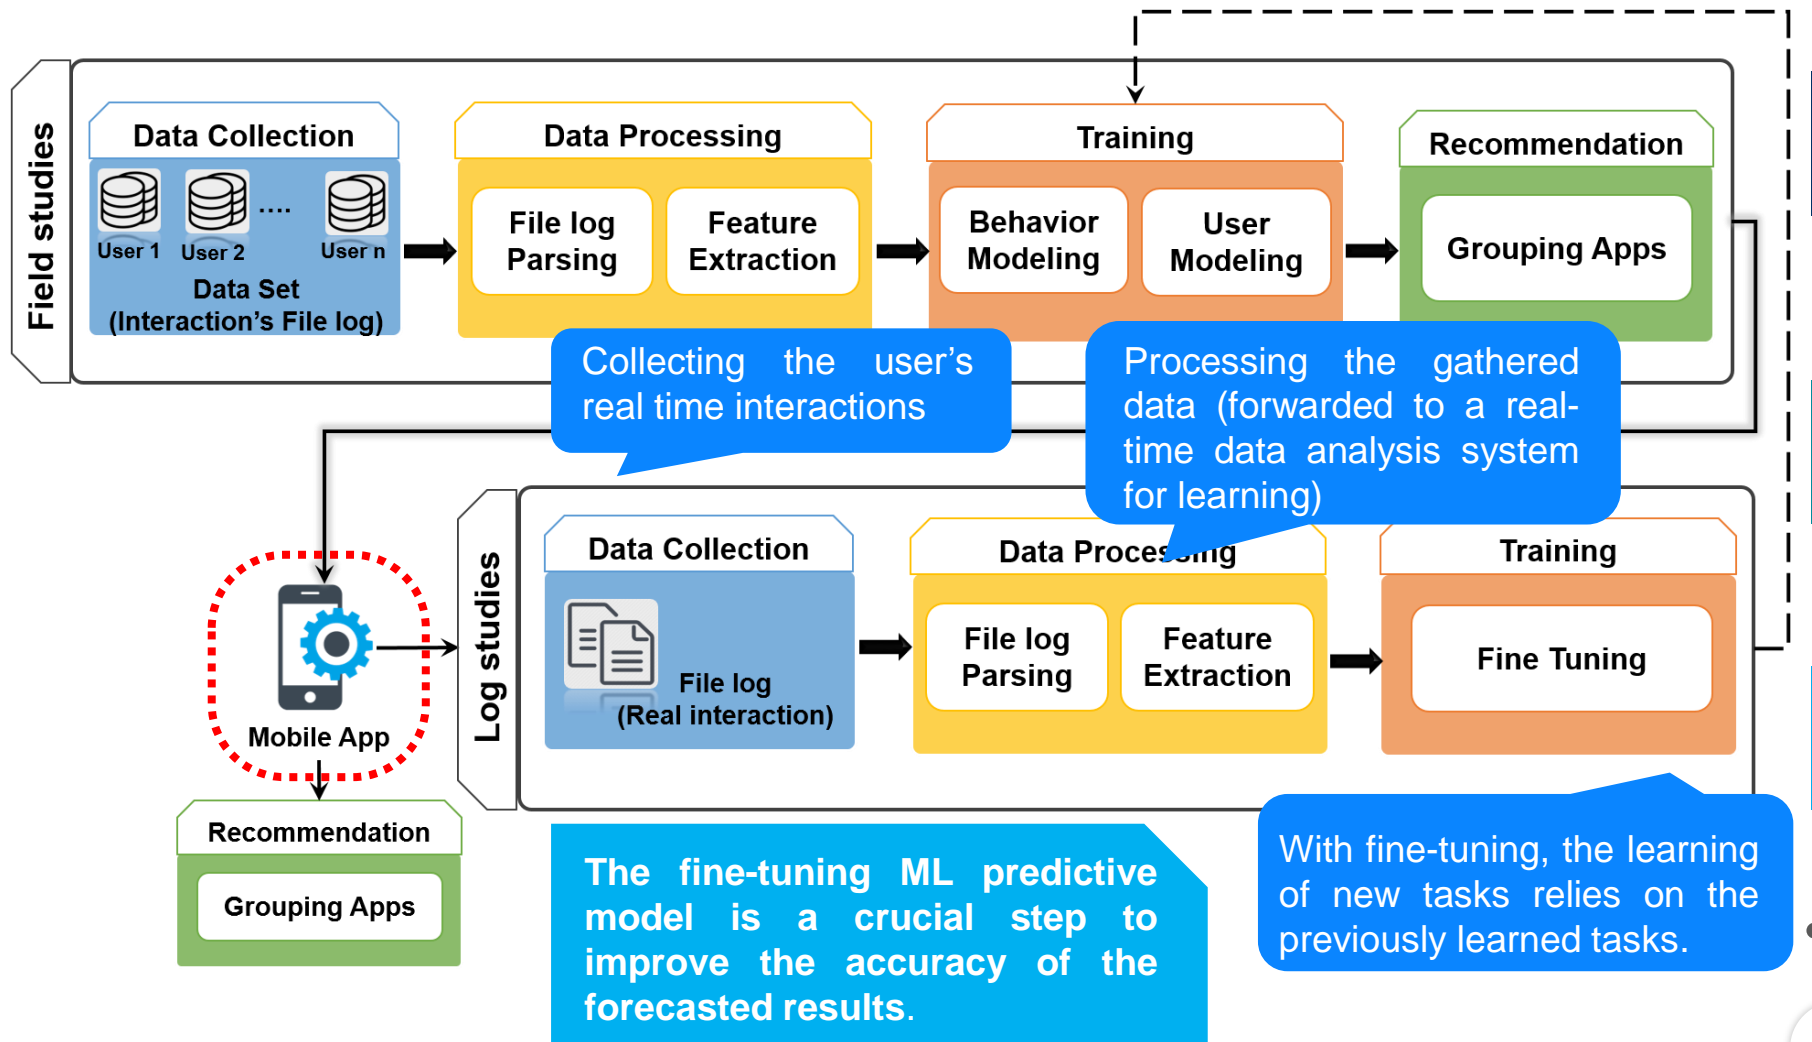 Field studies
Data Collection
User 1
User 2
....
User n
Data Set
(Interaction's File log)
Data Processing
File log
Parsing
Feature
Extraction
Training
Behavior
Modeling
User
Modeling
Recommendation
Grouping Apps
Collecting the user's
real time interactions
Processing the gathered
data (forwarded to a real-
time data analysis system
for learning)
Mobile App
Recommendation
Grouping Apps
Log studies
Data Collection
File log
(Real interaction)
Data Processing
File log
Parsing
Feature
Extraction
Training
Fine Tuning
The fine-tuning ML predictive
model is a crucial step to
improve the accuracy of the
forecasted results.
With fine-tuning, the learning
of new tasks relies on the
previously learned tasks.